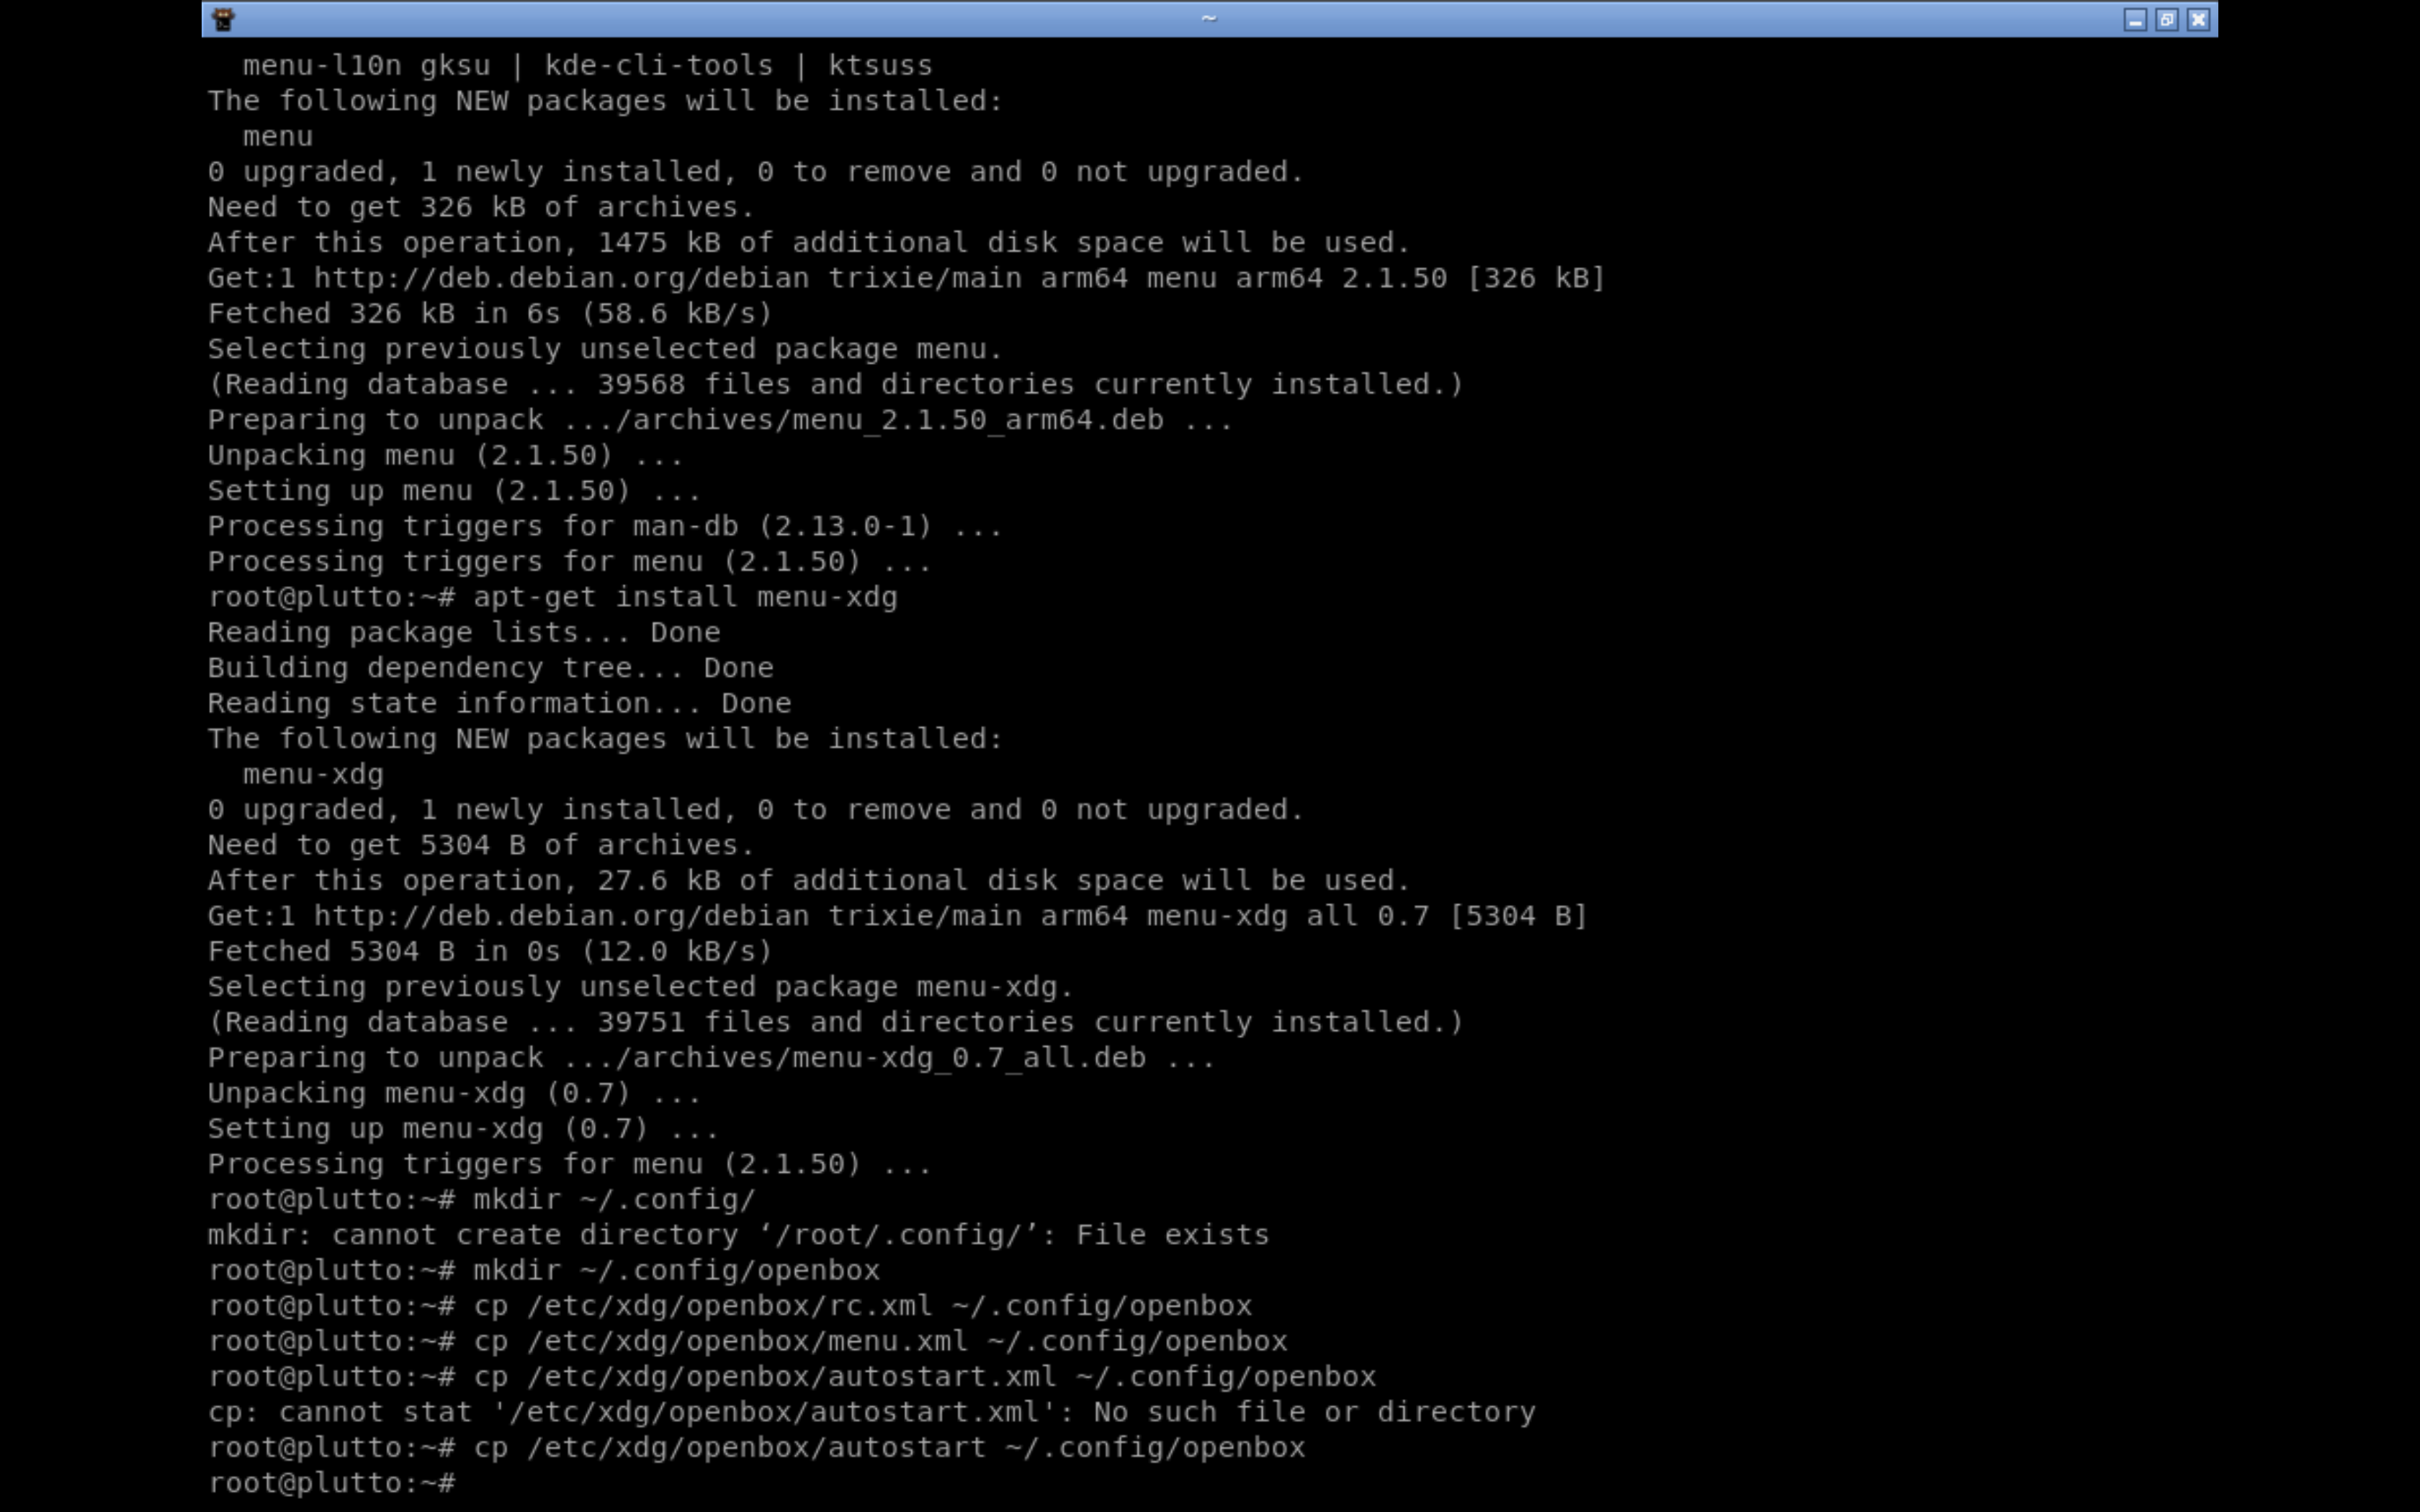 ~
  menu-l10n gksu | kde-cli-tools | ktsuss
The following NEW packages will be installed:
  menu
0 upgraded, 1 newly installed, 0 to remove and 0 not upgraded.
Need to get 326 kB of archives.
After this operation, 1475 kB of additional disk space will be used.
Get:1 http://deb.debian.org/debian trixie/main arm64 menu arm64 2.1.50 [326 kB]
Fetched 326 kB in 6s (58.6 kB/s)
Selecting previously unselected package menu.
(Reading database ... 39568 files and directories currently installed.)
Preparing to unpack .../archives/menu_2.1.50_arm64.deb ...
Unpacking menu (2.1.50) ...
Setting up menu (2.1.50) ...
Processing triggers for man-db (2.13.0-1) ...
Processing triggers for menu (2.1.50) ...
root@plutto:~# apt-get install menu-xdg
Reading package lists... Done
Building dependency tree... Done
Reading state information... Done
The following NEW packages will be installed:
  menu-xdg
0 upgraded, 1 newly installed, 0 to remove and 0 not upgraded.
Need to get 5304 B of archives.
After this operation, 27.6 kB of additional disk space will be used.
Get:1 http://deb.debian.org/debian trixie/main arm64 menu-xdg all 0.7 [5304 B]
Fetched 5304 B in 0s (12.0 kB/s)
Selecting previously unselected package menu-xdg.
(Reading database ... 39751 files and directories currently installed.)
Preparing to unpack .../archives/menu-xdg_0.7_all.deb ...
Unpacking menu-xdg (0.7) ...
Setting up menu-xdg (0.7) ...
Processing triggers for menu (2.1.50) ...
root@plutto:~# mkdir ~/.config/
mkdir: cannot create directory ‘/root/.config/’: File exists
root@plutto:~# mkdir ~/.config/openbox
root@plutto:~# cp /etc/xdg/openbox/rc.xml ~/.config/openbox
root@plutto:~# cp /etc/xdg/openbox/menu.xml ~/.config/openbox
root@plutto:~# cp /etc/xdg/openbox/autostart.xml ~/.config/openbox
cp: cannot stat '/etc/xdg/openbox/autostart.xml': No such file or directory
root@plutto:~# cp /etc/xdg/openbox/autostart ~/.config/openbox
root@plutto:~#